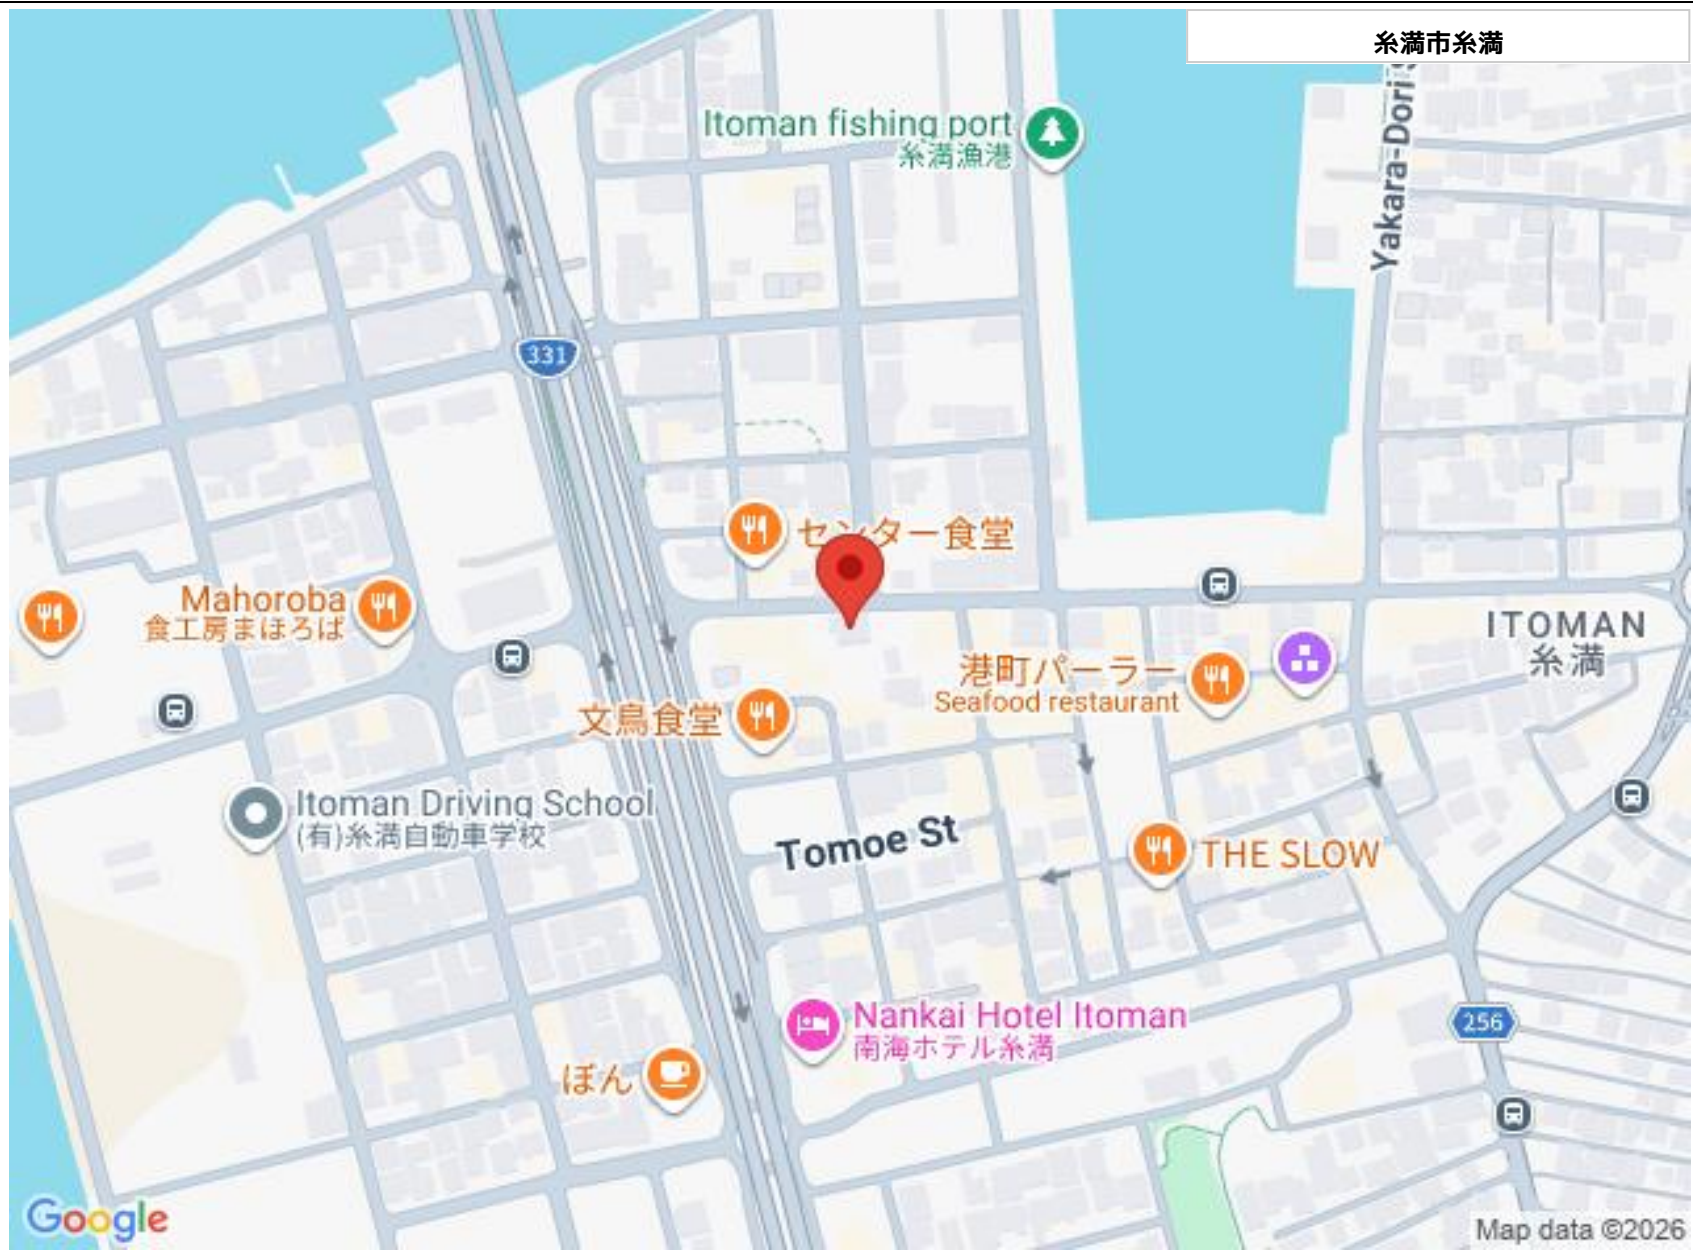 糸満市糸満
Yakara-Dori S
Itoman fishing port
糸満漁港
331
センター食堂
Mahoroba
食工房まほろば
ITOMAN
糸満
港町パーラー
Seafood restaurant
文鳥食堂
Itoman Driving School
(有)糸満自動車学校
Tomoe St
THE SLOW
Nankai Hotel Itoman
南海ホテル糸満
256
ぼん
Google
Map data ©2026